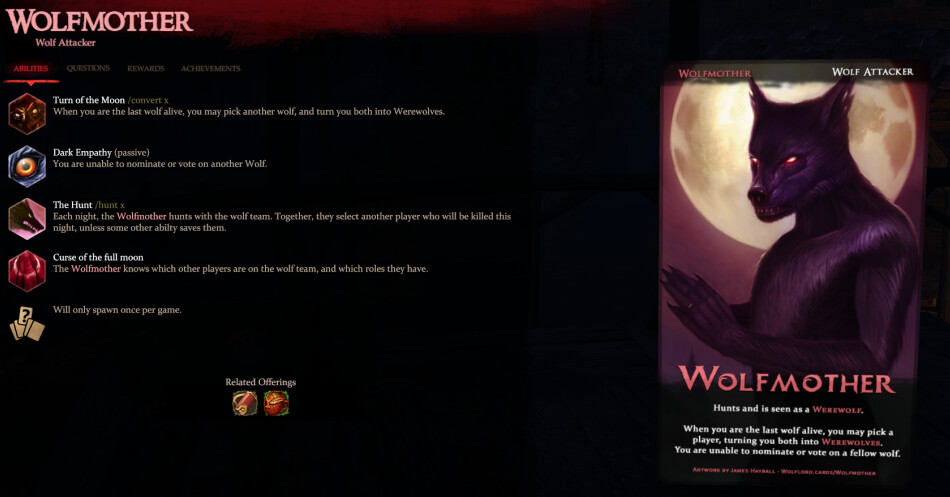 WOLFMOTHER
Wolf Attacker
ABILITIES QUESTIONS REWARDS ACHIEVEMENTS
Turn of the Moon /convert x
When you are the last wolf alive, you may pick another wolf, and turn you both into Werewolves.
Dark Empathy (passive)
You are unable to nominate or vote on another Wolf.
The Hunt /hunt x
Each night, the Wolfmother hunts with the wolf team. Together, they select another player who will be killed this
night, unless some other abilty saves them.
Curse of the full moon
The Wolfmother knows which other players are on the wolf team, and which roles they have.
?
Will only spawn once per game.
Related Offerings
WOLFMOTHER WOLF ATTACKER
WOLFMOTHER
Hunts and is seen as a WEREWOLF.
When you are the last wolf alive, you may pick a
player, turning you both into WEREWOLVES.
You are unable to nominate or vote on a fellow wolf.
ARTWORK BY JAMES HAYBALL - WOLFLORD.CARDS/WOLFMOTHER